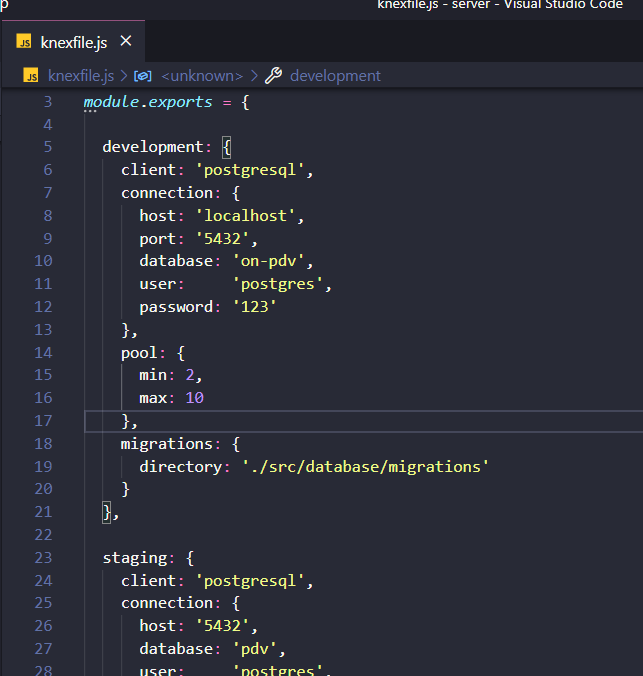 p
knexfile.js - server - Visual Studio Code
JS knexfile.js ×
JS knexfile.js > <unknown> > development
3 module.exports = {
4
5 development: {
6 client: 'postgresql',
7 connection: {
8 host: 'localhost',
9 port: '5432',
10 database: 'on-pdv',
11 user:     'postgres',
12 password: '123'
13 },
14 pool: {
15 min: 2,
16 max: 10
17 },
18 migrations: {
19 directory: './src/database/migrations'
20 }
21 },
22
23 staging: {
24 client: 'postgresql',
25 connection: {
26 host: '5432',
27 database: 'pdv',
28 user:     'postgres',